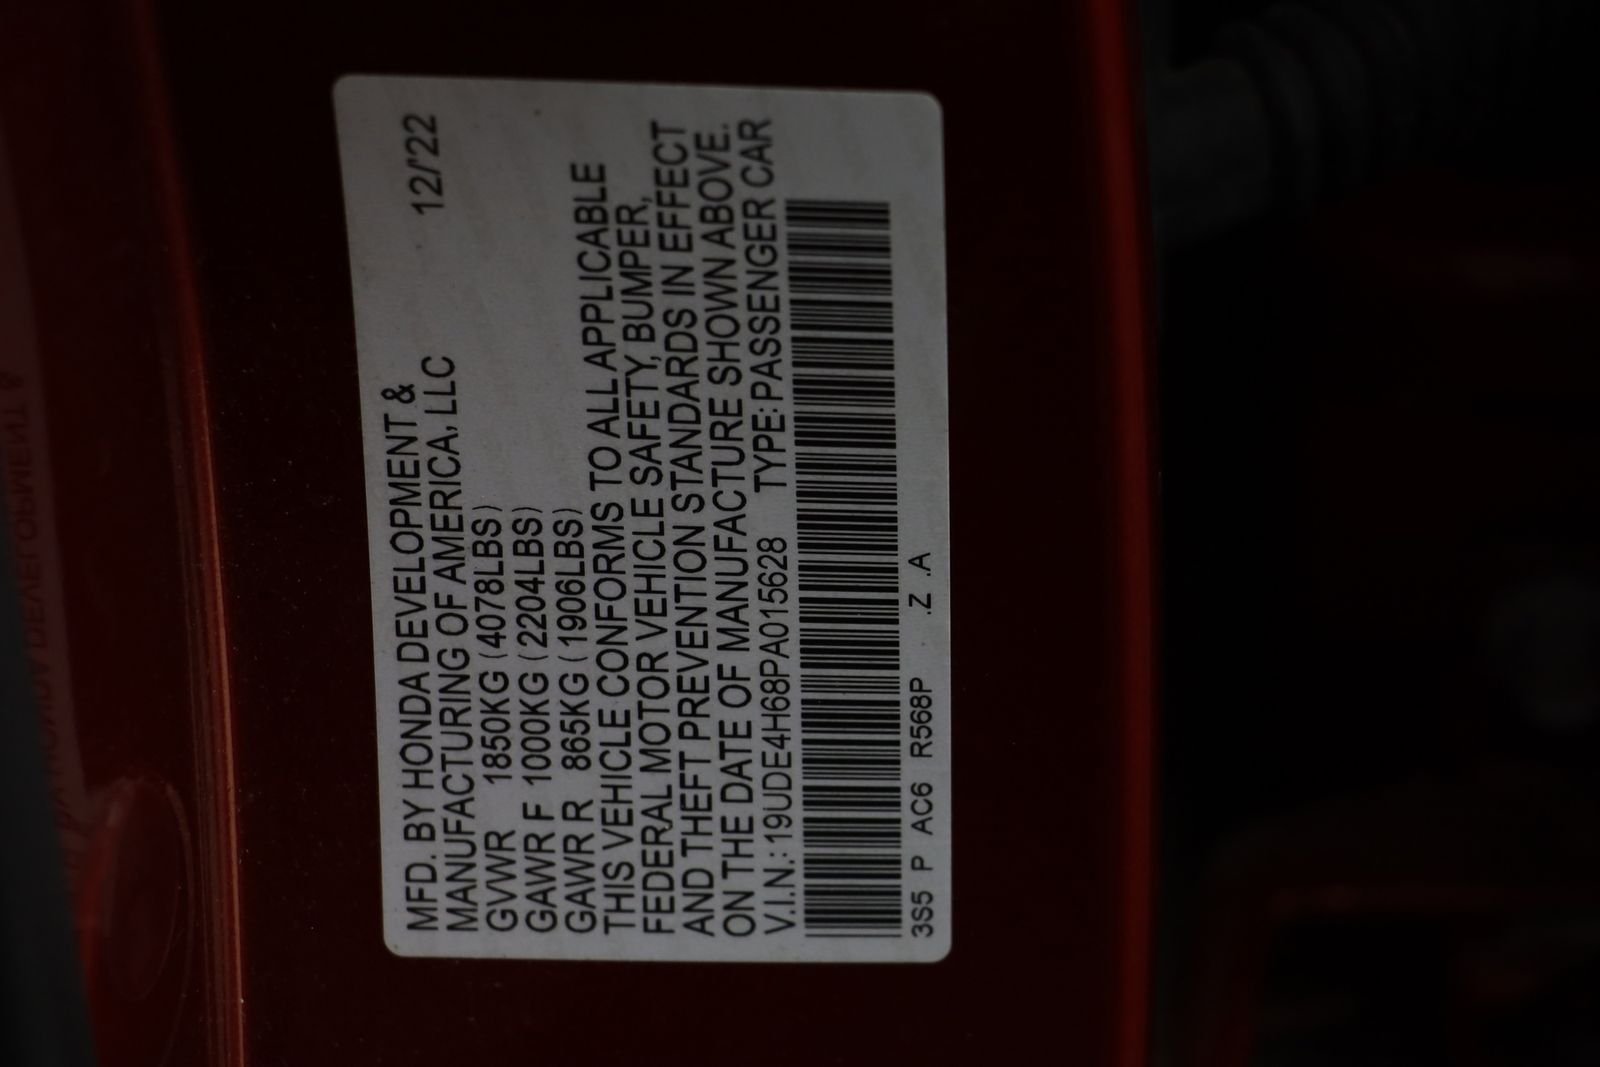 MFD. BY HONDA DEVELOPMENT &
MANUFACTURING OF AMERICA, LLC 12/'22
GVWR 1850KG (4078LBS)
GAWR F 1000KG (2204LBS)
GAWR R 865KG (1906LBS)
THIS VEHICLE CONFORMS TO ALL APPLICABLE
FEDERAL MOTOR VEHICLE SAFETY, BUMPER,
AND THEFT PREVENTION STANDARDS IN EFFECT
ON THE DATE OF MANUFACTURE SHOWN ABOVE.
V.I.N.: 19UDE4H68PA015628 TYPE: PASSENGER CAR
3S5 P AC6 R568P .Z .A